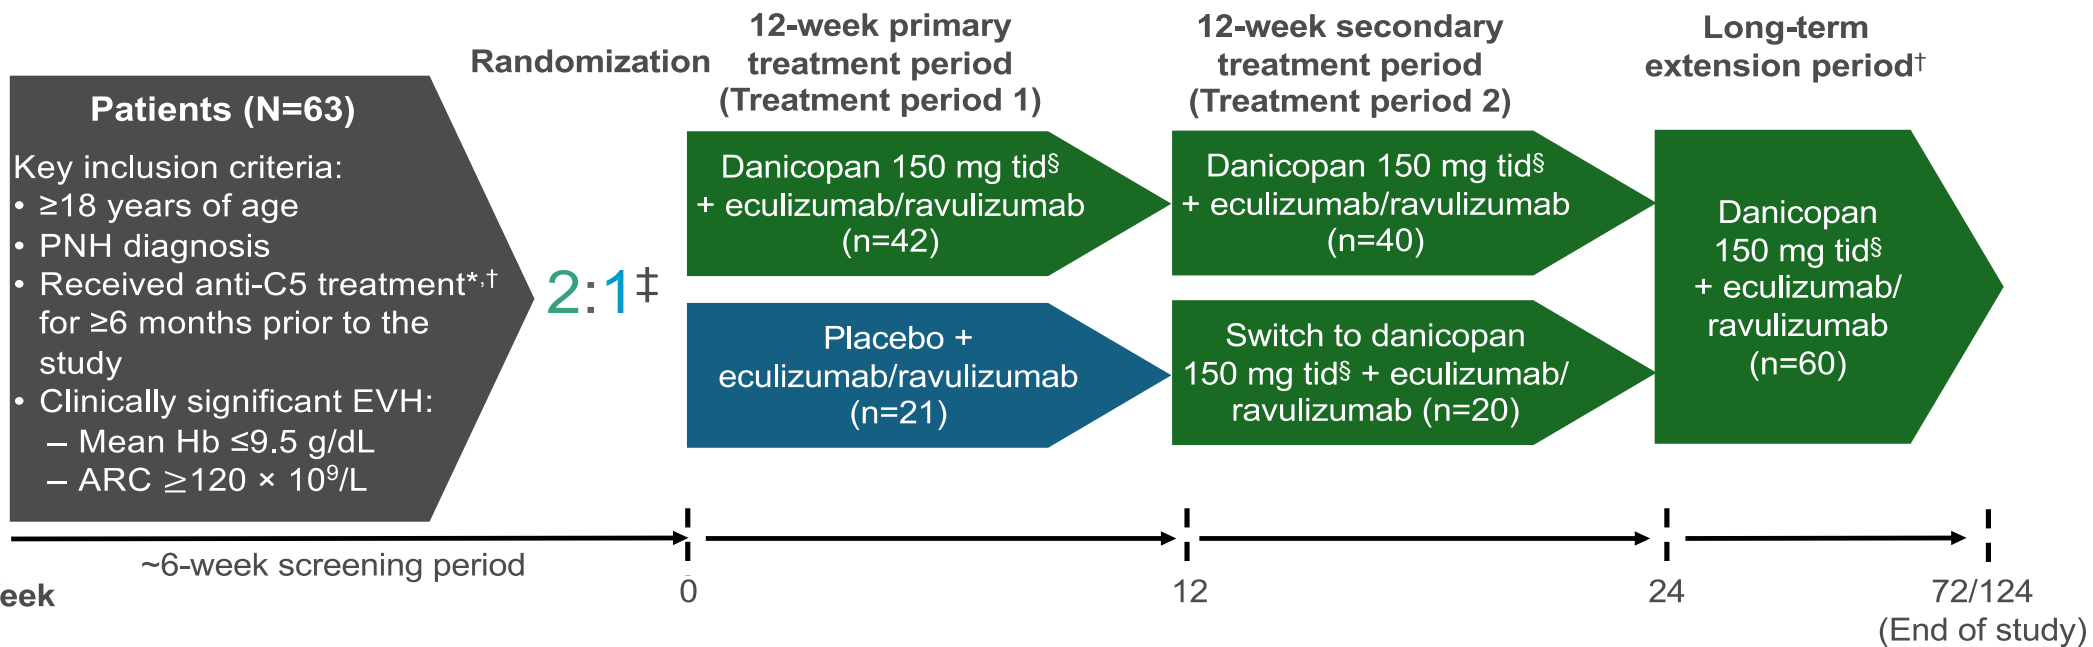 Patients (N=63)
Key inclusion criteria:
• ≥18 years of age
• PNH diagnosis
• Received anti-C5 treatment*,†
for ≥6 months prior to the
study
• Clinically significant EVH:
– Mean Hb ≤9.5 g/dL
– ARC ≥120 × 10⁹/L
Randomization
2:1‡
12-week primary
treatment period
(Treatment period 1)
Danicopan 150 mg tid§
+ eculizumab/ravulizumab
(n=42)
Placebo +
eculizumab/ravulizumab
(n=21)
12-week secondary
treatment period
(Treatment period 2)
Danicopan 150 mg tid§
+ eculizumab/ravulizumab
(n=40)
Switch to danicopan
150 mg tid§ + eculizumab/
ravulizumab (n=20)
Long-term
extension period†
Danicopan
150 mg tid§
+ eculizumab/
ravulizumab
(n=60)
~6-week screening period
eek
0
12
24
72/124
(End of study)